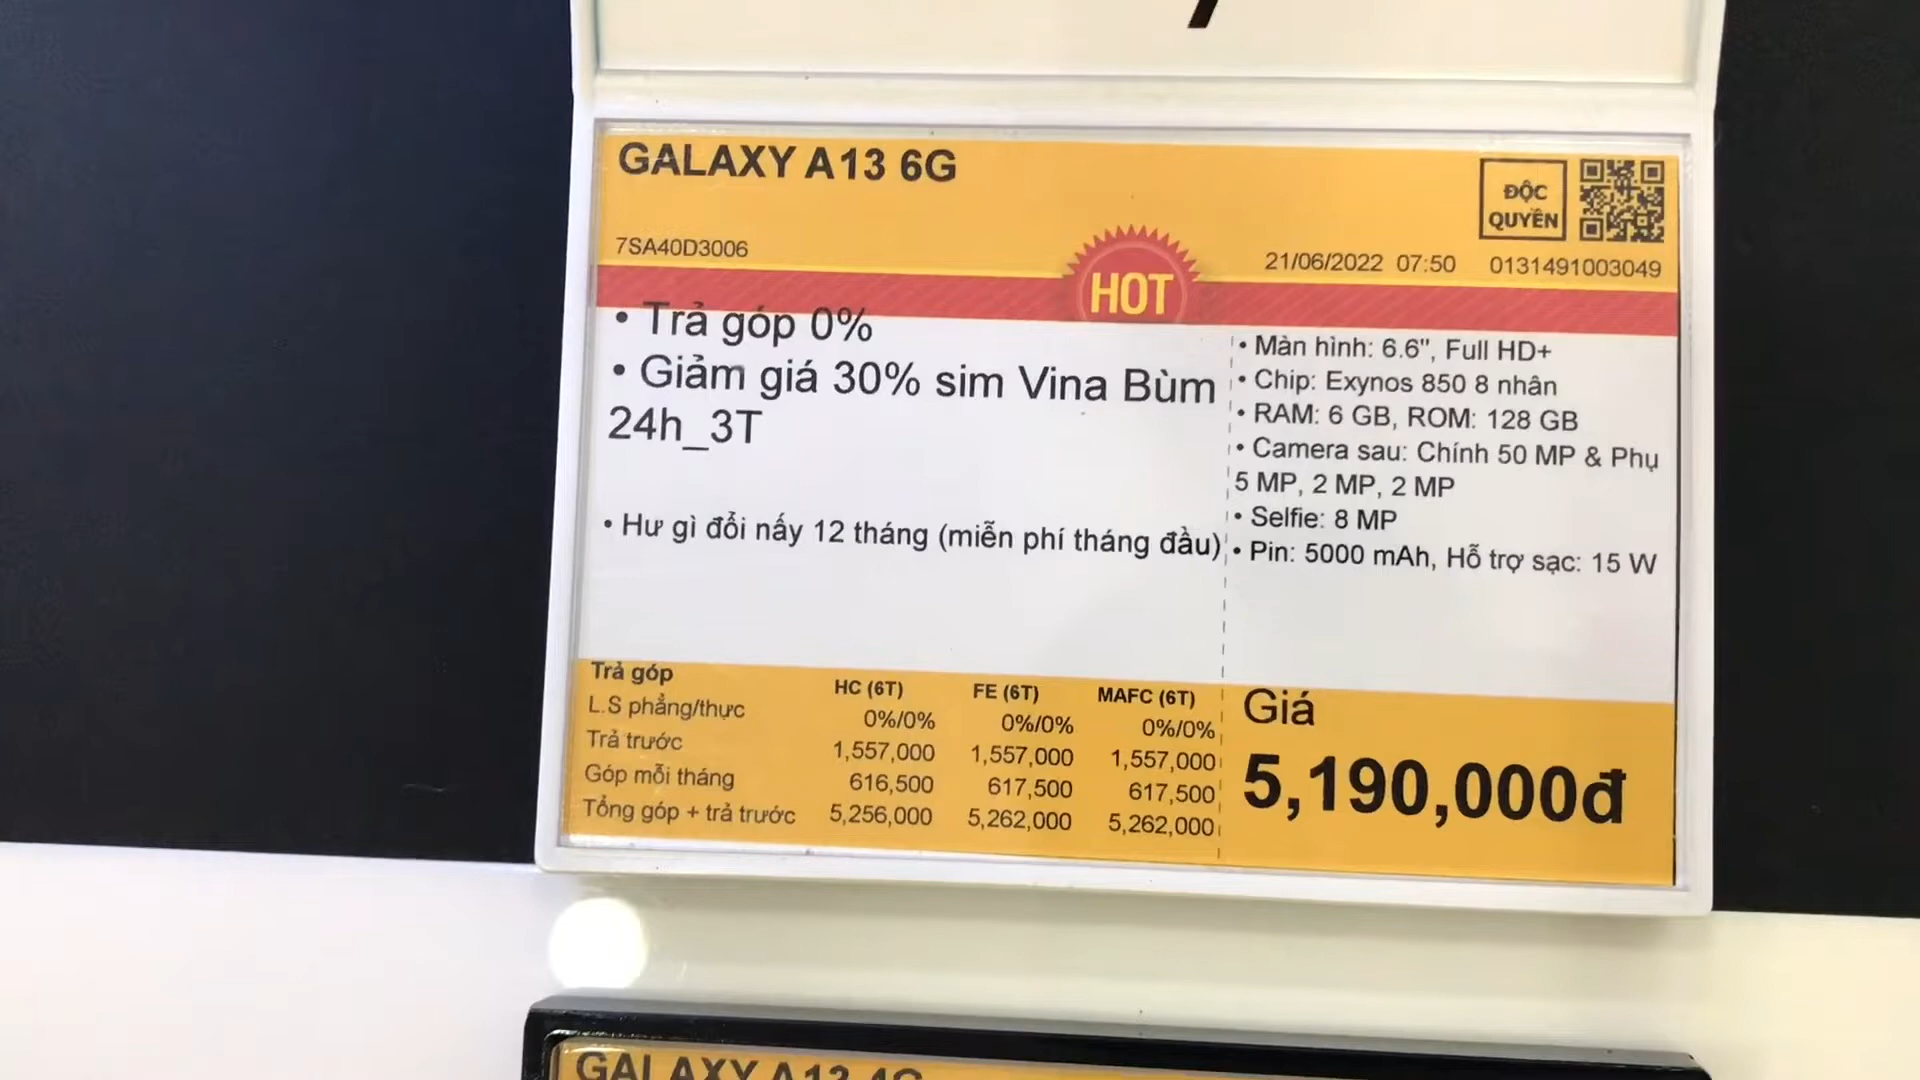 GALAXY A13 6G
ĐỘC
QUYỀN
7SA40D3006
21/06/2022 07:50 0131491003049
HOT
• Trả góp 0%
• Giảm giá 30% sim Vina Bùm
24h_3T
• Hư gì đổi nấy 12 tháng (miễn phí tháng đầu)
• Màn hình: 6.6", Full HD+
• Chip: Exynos 850 8 nhân
• RAM: 6 GB, ROM: 128 GB
• Camera sau: Chính 50 MP & Phụ
5 MP, 2 MP, 2 MP
• Selfie: 8 MP
• Pin: 5000 mAh, Hỗ trợ sạc: 15 W
Trả góp HC (6T) FE (6T) MAFC (6T)
L.S phẳng/thực 0%/0% 0%/0% 0%/0%
Trả trước 1,557,000 1,557,000 1,557,000
Góp mỗi tháng 616,500 617,500 617,500
Tổng góp + trả trước 5,256,000 5,262,000 5,262,000
Giá
5,190,000đ
GALAXY A13 4G